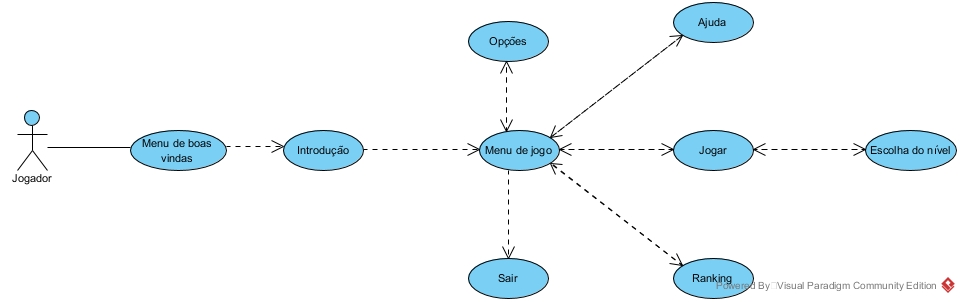 Ajuda
Opções
Menu de boas
vindas
Introdução
Menu de jogo
Jogar
Escolha do nível
Jogador
Sair
Ranking
Powered By Visual Paradigm Community Edition